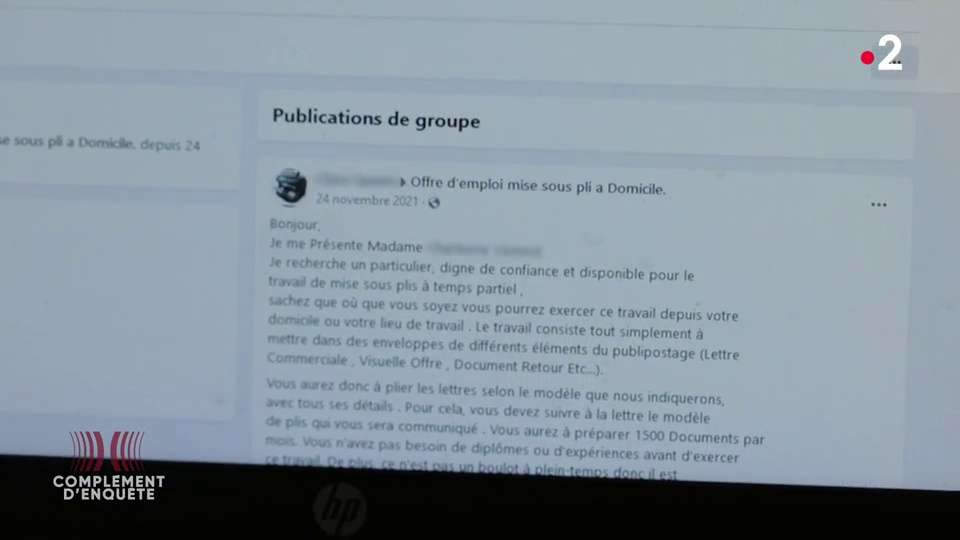 2
Publications de groupe
se sous pli a Domicile, depuis 24
Offre d'emploi mise sous pli a Domicile.
24 novembre 2021
Bonjour,
Je me Présente Madame
Je recherche un particulier, digne de confiance et disponible pour le
travail de mise sous plis à temps partiel ,
sachez que où que vous soyez vous pourrez exercer ce travail depuis votre
domicile ou votre lieu de travail . Le travail consiste tout simplement à
mettre dans des enveloppes de différents éléments du publipostage (Lettre
Commerciale , Visuelle Offre , Document Retour Etc...).
Vous aurez donc à plier les lettres selon le modèle que nous indiquerons,
avec tous ses détails . Pour cela, vous devez suivre à la lettre le modèle
de plis qui vous sera communiqué . Vous aurez à préparer 1500 Documents par
mois. Vous n'avez pas besoin de diplômes ou d'expériences avant d'exercer
ce travail. De plus, ce n'est pas un boulot à plein-temps donc il est
COMPLEMENT
D'ENQUÊTE
hp